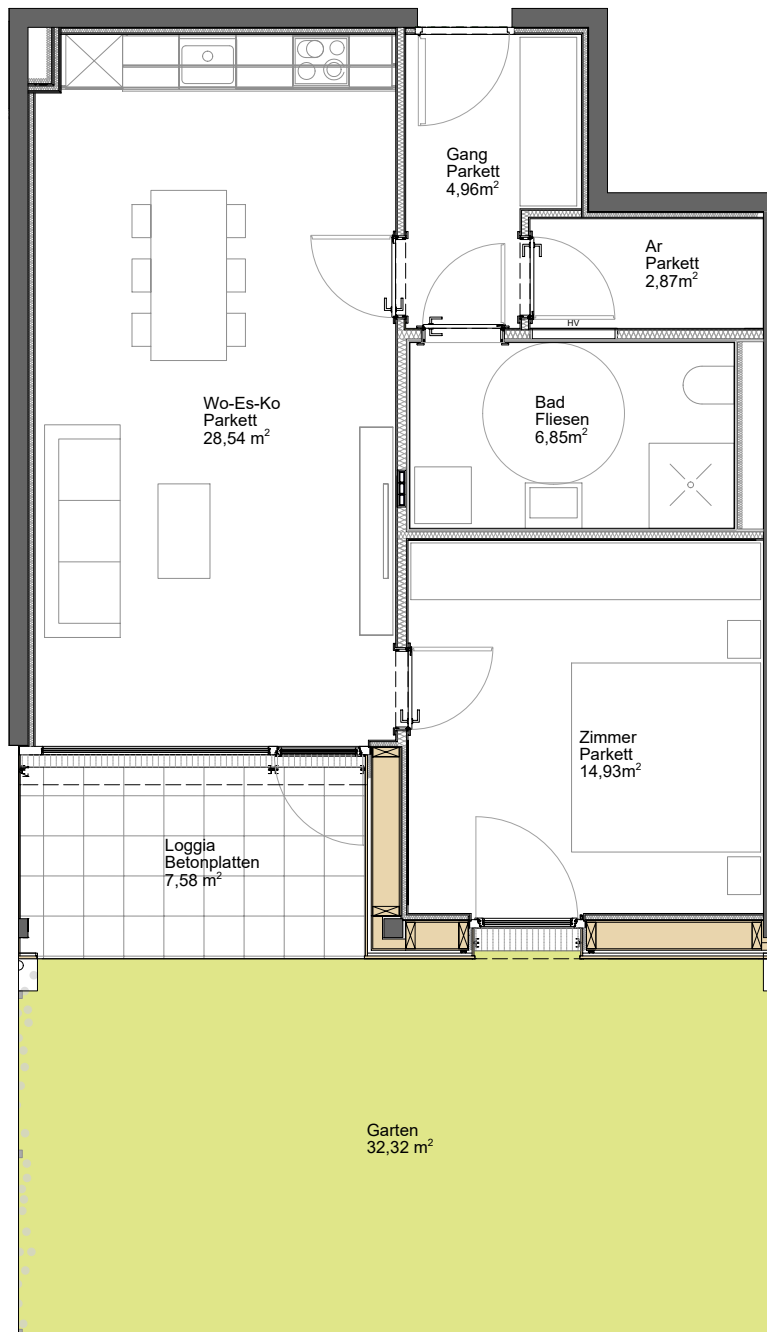 Gang
Parkett
4,96m²
Ar
Parkett
2,87m²
HV
Wo-Es-Ko
Parkett
28,54 m²
Bad
Fliesen
6,85m²
Zimmer
Parkett
14,93m²
Loggia
Betonplatten
7,58 m²
Garten
32,32 m²